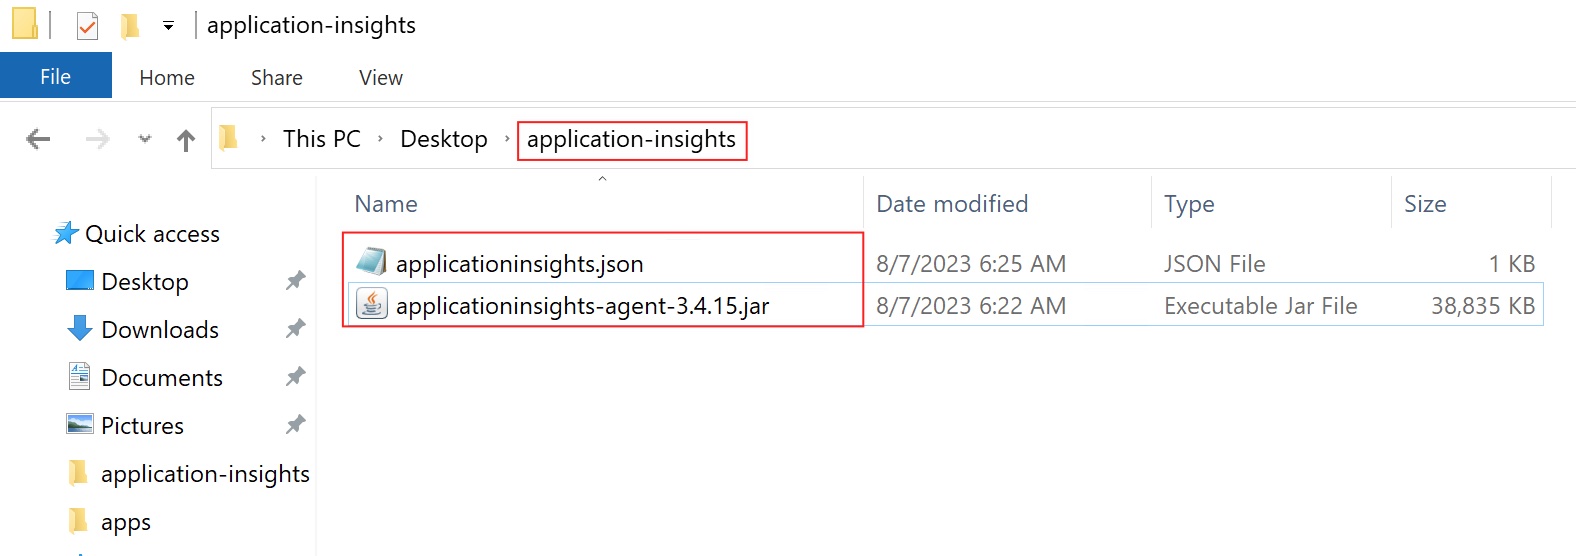 application-insights
File Home Share View
This PC Desktop application-insights
Name Date modified Type Size
Quick access
Desktop
Downloads
Documents
Pictures
application-insights
apps
applicationinsights.json 8/7/2023 6:25 AM JSON File 1 KB
applicationinsights-agent-3.4.15.jar 8/7/2023 6:22 AM Executable Jar File 38,835 KB